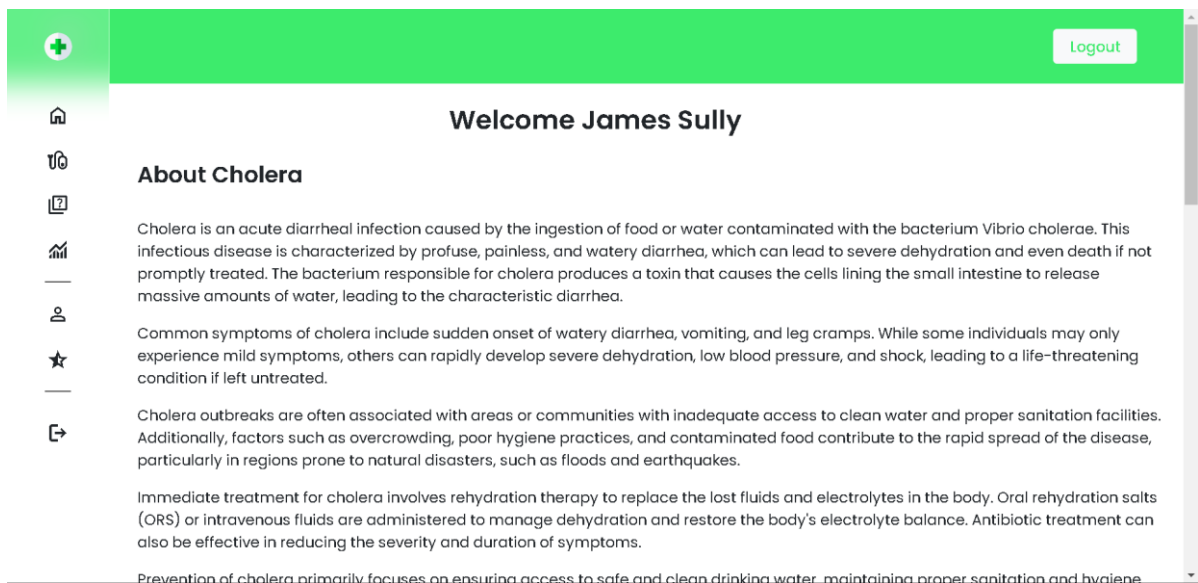 Logout
Welcome James Sully
About Cholera
Cholera is an acute diarrheal infection caused by the ingestion of food or water contaminated with the bacterium Vibrio cholerae. This
infectious disease is characterized by profuse, painless, and watery diarrhea, which can lead to severe dehydration and even death if not
promptly treated. The bacterium responsible for cholera produces a toxin that causes the cells lining the small intestine to release
massive amounts of water, leading to the characteristic diarrhea.
Common symptoms of cholera include sudden onset of watery diarrhea, vomiting, and leg cramps. While some individuals may only
experience mild symptoms, others can rapidly develop severe dehydration, low blood pressure, and shock, leading to a life-threatening
condition if left untreated.
Cholera outbreaks are often associated with areas or communities with inadequate access to clean water and proper sanitation facilities.
Additionally, factors such as overcrowding, poor hygiene practices, and contaminated food contribute to the rapid spread of the disease,
particularly in regions prone to natural disasters, such as floods and earthquakes.
Immediate treatment for cholera involves rehydration therapy to replace the lost fluids and electrolytes in the body. Oral rehydration salts
(ORS) or intravenous fluids are administered to manage dehydration and restore the body's electrolyte balance. Antibiotic treatment can
also be effective in reducing the severity and duration of symptoms.
Prevention of cholera primarily focuses on ensuring access to safe and clean drinking water, maintaining proper sanitation and hygiene